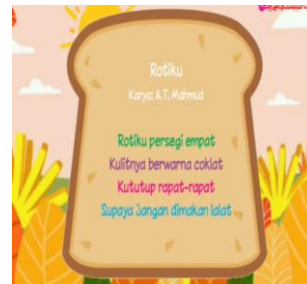 Rotiku
Karya: A.T. Mahmud
Rotiku persegi empat
Kulitnya berwarna coklat
Kututup rapat-rapat
Supaya Jangan dimakan lalat